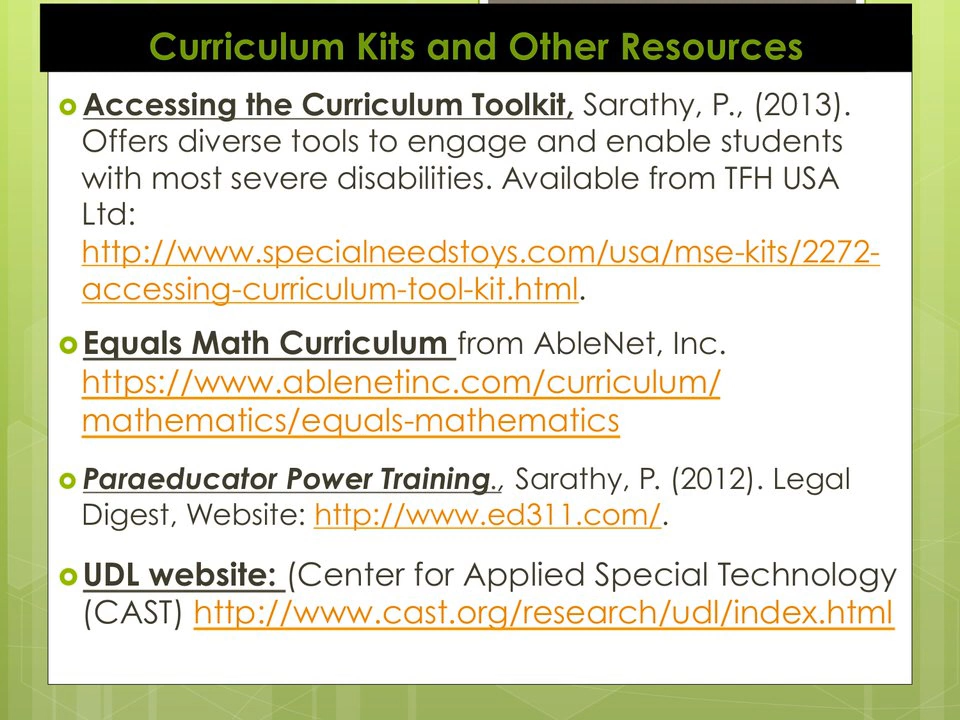 Curriculum Kits and Other Resources
Accessing the Curriculum Toolkit, Sarathy, P., (2013).
Offers diverse tools to engage and enable students
with most severe disabilities. Available from TFH USA
Ltd:
http://www.specialneedstoys.com/usa/mse-kits/2272-
accessing-curriculum-tool-kit.html.
Equals Math Curriculum from AbleNet, Inc.
https://www.ablenetinc.com/curriculum/
mathematics/equals-mathematics
Paraeducator Power Training., Sarathy, P. (2012). Legal
Digest, Website: http://www.ed311.com/.
UDL website: (Center for Applied Special Technology
(CAST) http://www.cast.org/research/udl/index.html